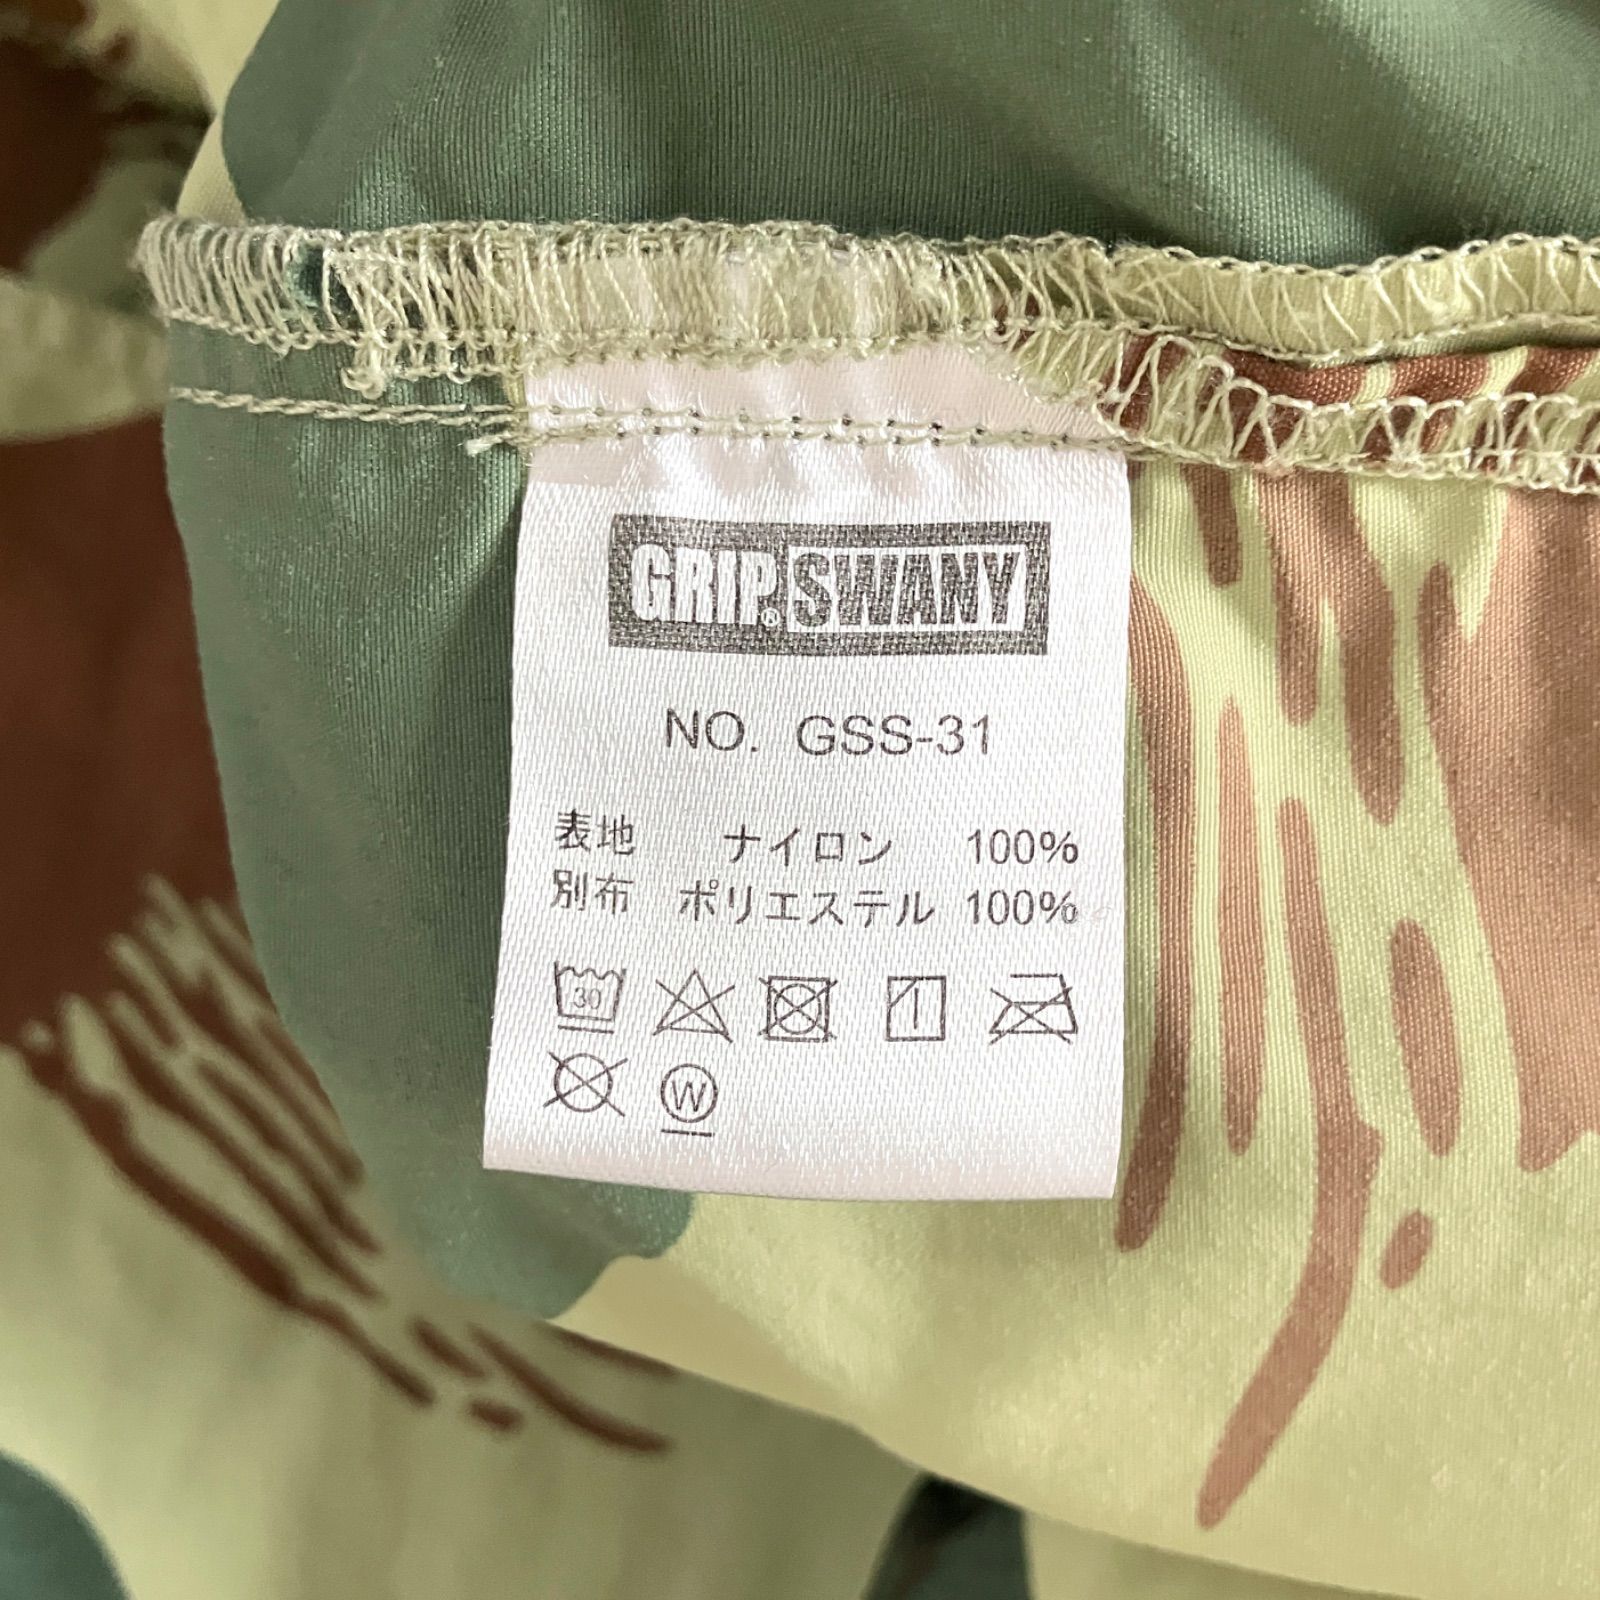 GRIP® SWANY
NO. GSS-31
表地 ナイロン 100%
別布 ポリエステル 100%
30
W